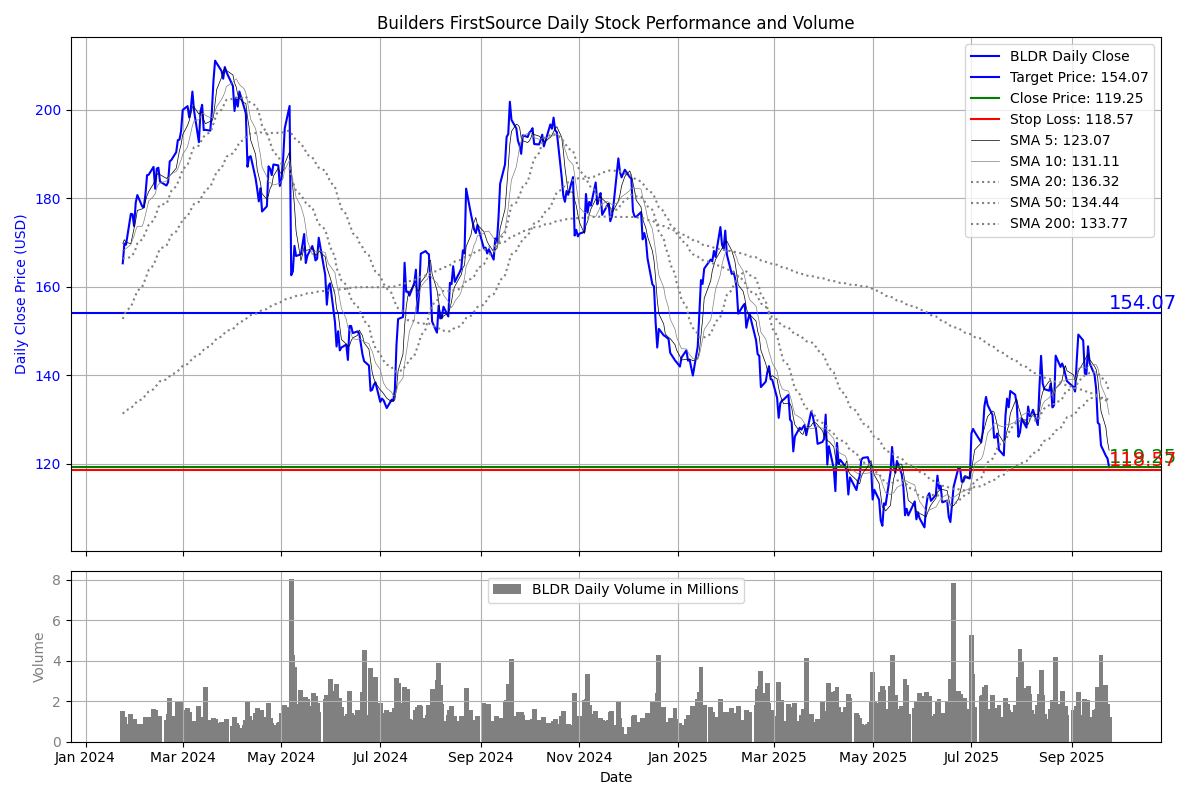 Builders FirstSource Daily Stock Performance and Volume
Daily Close Price (USD)
200
180
160
140
120
BLDR Daily Close
Target Price: 154.07
Close Price: 119.25
Stop Loss: 118.57
SMA 5: 123.07
SMA 10: 131.11
SMA 20: 136.32
SMA 50: 134.44
SMA 200: 133.77
154.07
119.25
118.57
Volume
8
6
4
2
0
BLDR Daily Volume in Millions
Jan 2024 Mar 2024 May 2024 Jul 2024 Sep 2024 Nov 2024 Jan 2025 Mar 2025 May 2025 Jul 2025 Sep 2025
Date